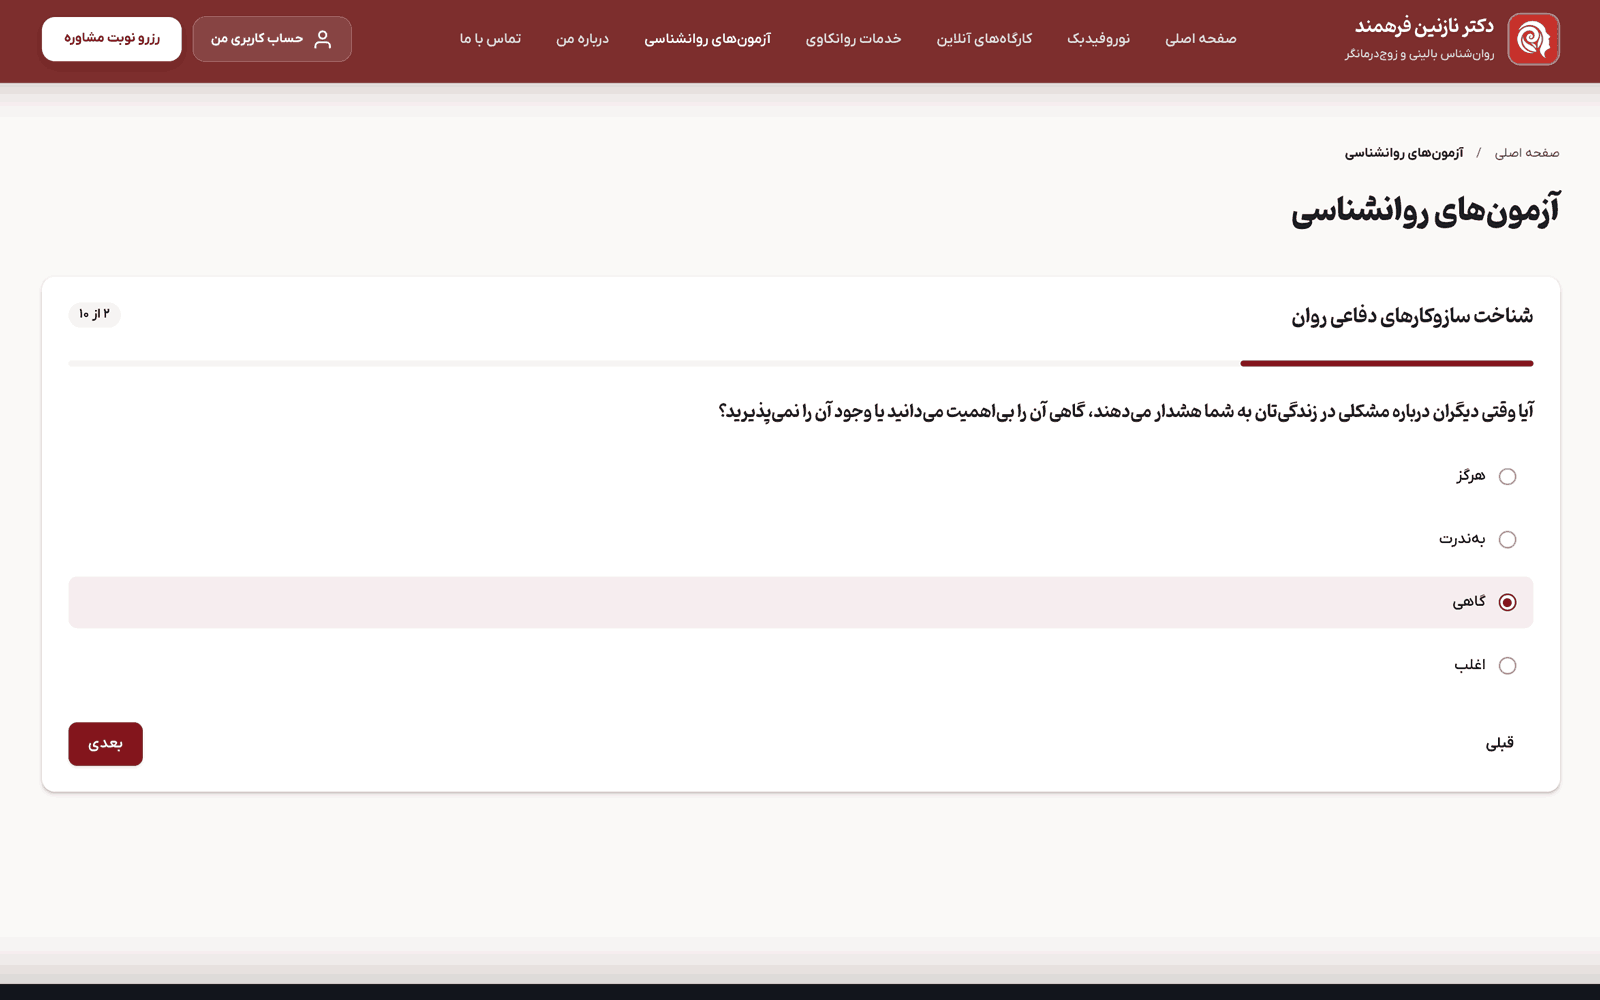 دکتر نازنین فرهمند
روان‌شناس بالینی و زوج‌درمانگر
صفحه اصلی
نوروفیدبک
کارگاه‌های آنلاین
خدمات روانکاوی
آزمون‌های روانشناسی
درباره من
تماس با ما
حساب کاربری من
رزرو نوبت مشاوره
صفحه اصلی / آزمون‌های روانشناسی
آزمون‌های روانشناسی
شناخت سازوکارهای دفاعی روان
۲ از ۱۰
آیا وقتی دیگران درباره مشکلی در زندگی‌تان به شما هشدار می‌دهند، گاهی آن را بی‌اهمیت می‌دانید یا وجود آن را نمی‌پذیرید؟
هرگز
به‌ندرت
گاهی
اغلب
قبلی
بعدی